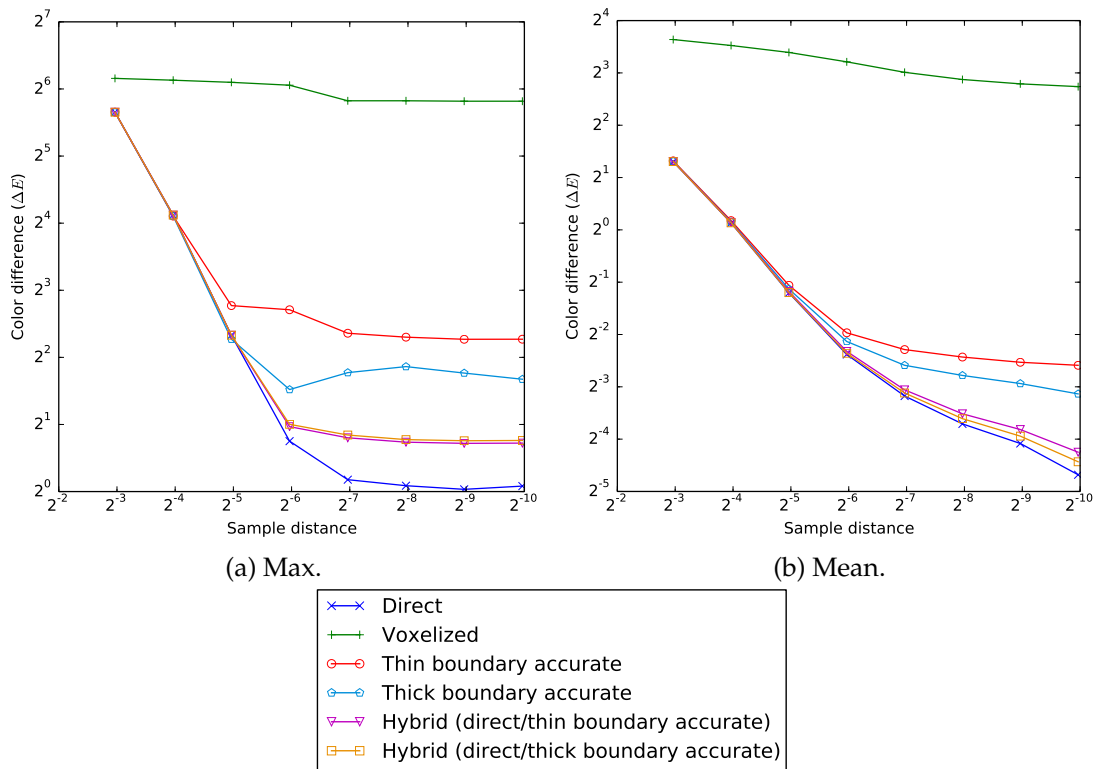 2^7
2^6
2^5
2^4
2^3
2^2
2^1
2^0
Color difference (ΔE)
2^-2 2^-3 2^-4 2^-5 2^-6 2^-7 2^-8 2^-9 2^-10
Sample distance
(a) Max.
2^4
2^3
2^2
2^1
2^0
2^-1
2^-2
2^-3
2^-4
2^-5
Color difference (ΔE)
2^-2 2^-3 2^-4 2^-5 2^-6 2^-7 2^-8 2^-9 2^-10
Sample distance
(b) Mean.
Direct
Voxelized
Thin boundary accurate
Thick boundary accurate
Hybrid (direct/thin boundary accurate)
Hybrid (direct/thick boundary accurate)